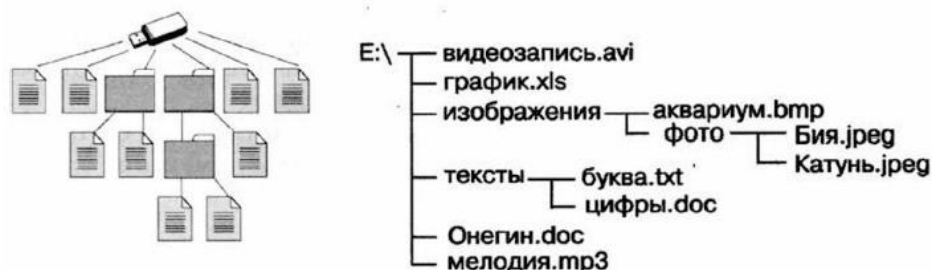 E:\ видеозапись.avi
график.xls
изображения аквариум.bmp
фото Бия.jpeg
Катунь.jpeg
тексты буква.txt
цифры.doc
Онегин.doc
мелодия.mp3